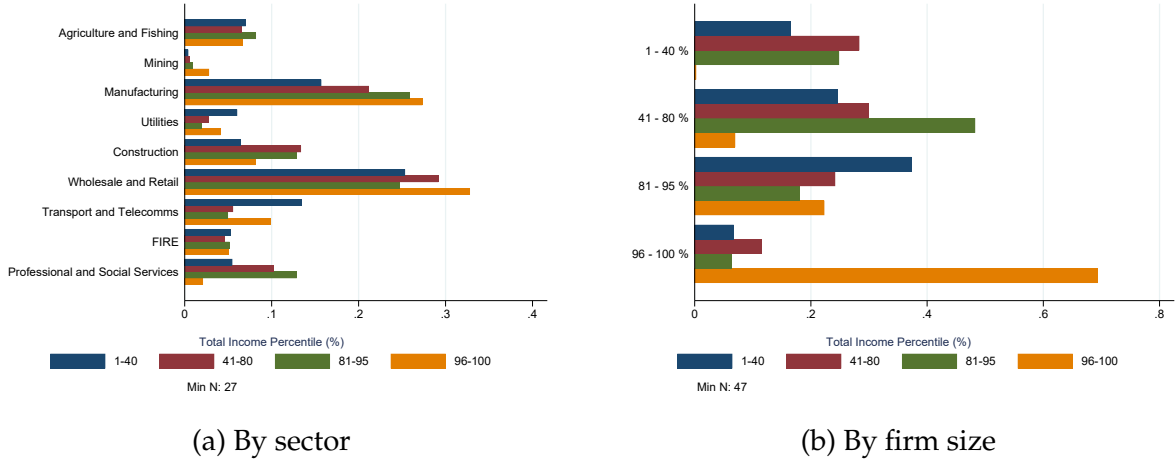 Agriculture and Fishing
Mining
Manufacturing
Utilities
Construction
Wholesale and Retail
Transport and Telecomms
FIRE
Professional and Social Services
0 .1 .2 .3 .4
Total Income Percentile (%)
1-40 41-80 81-95 96-100
Min N: 27
(a) By sector
1 - 40 %
41 - 80 %
81 - 95 %
96 - 100 %
0 .2 .4 .6 .8
Total Income Percentile (%)
1-40 41-80 81-95 96-100
Min N: 47
(b) By firm size